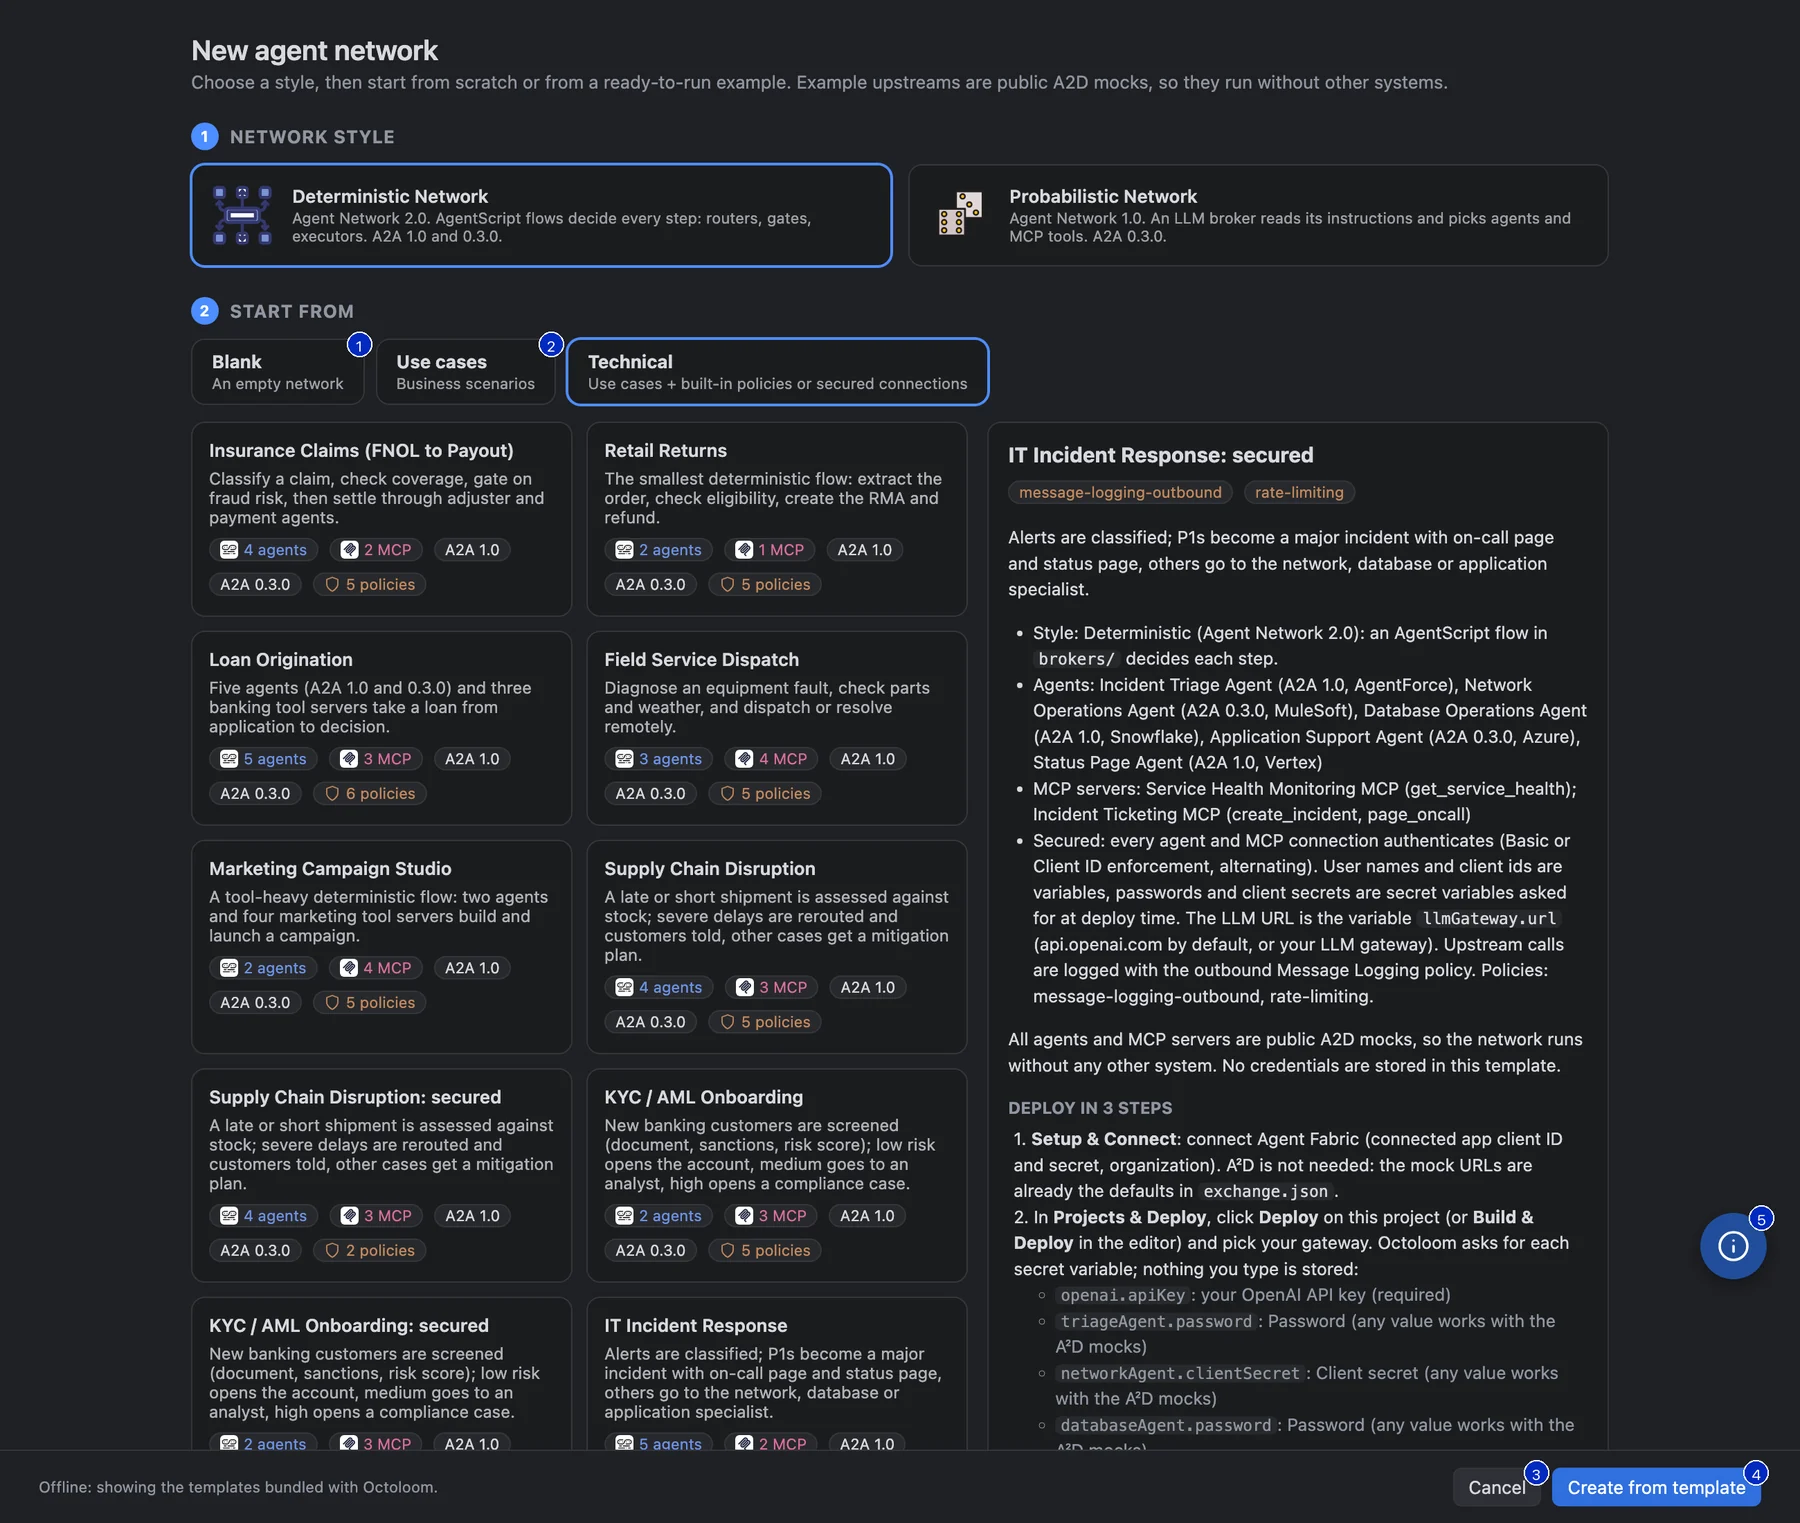 New agent network
Choose a style, then start from scratch or from a ready-to-run example. Example upstreams are public A2D mocks, so they run without other systems.
1 NETWORK STYLE
Deterministic Network
Agent Network 2.0. AgentScript flows decide every step: routers, gates,
executors. A2A 1.0 and 0.3.0.
Probabilistic Network
Agent Network 1.0. An LLM broker reads its instructions and picks agents and
MCP tools. A2A 0.3.0.
2 START FROM
Blank
An empty network
1
Use cases
Business scenarios
2
Technical
Use cases + built-in policies or secured connections
Insurance Claims (FNOL to Payout)
Classify a claim, check coverage, gate on
fraud risk, then settle through adjuster and
payment agents.
4 agents 2 MCP A2A 1.0
A2A 0.3.0 5 policies
Retail Returns
The smallest deterministic flow: extract the
order, check eligibility, create the RMA and
refund.
2 agents 1 MCP A2A 1.0
A2A 0.3.0 5 policies
Loan Origination
Five agents (A2A 1.0 and 0.3.0) and three
banking tool servers take a loan from
application to decision.
5 agents 3 MCP A2A 1.0
A2A 0.3.0 6 policies
Field Service Dispatch
Diagnose an equipment fault, check parts
and weather, and dispatch or resolve
remotely.
3 agents 4 MCP A2A 1.0
A2A 0.3.0 5 policies
Marketing Campaign Studio
A tool-heavy deterministic flow: two agents
and four marketing tool servers build and
launch a campaign.
2 agents 4 MCP A2A 1.0
A2A 0.3.0 5 policies
Supply Chain Disruption
A late or short shipment is assessed against
stock; severe delays are rerouted and
customers told, other cases get a mitigation
plan.
4 agents 3 MCP A2A 1.0
A2A 0.3.0 5 policies
Supply Chain Disruption: secured
A late or short shipment is assessed against
stock; severe delays are rerouted and
customers told, other cases get a mitigation
plan.
4 agents 3 MCP A2A 1.0
A2A 0.3.0 2 policies
KYC / AML Onboarding
New banking customers are screened
(document, sanctions, risk score); low risk
opens the account, medium goes to an
analyst, high opens a compliance case.
2 agents 3 MCP A2A 1.0
A2A 0.3.0 5 policies
KYC / AML Onboarding: secured
New banking customers are screened
(document, sanctions, risk score); low risk
opens the account, medium goes to an
analyst, high opens a compliance case.
2 agents 3 MCP A2A 1.0
IT Incident Response
Alerts are classified; P1s become a major
incident with on-call page and status page,
others go to the network, database or
application specialist.
5 agents 2 MCP A2A 1.0
IT Incident Response: secured
message-logging-outbound rate-limiting
Alerts are classified; P1s become a major incident with on-call page
and status page, others go to the network, database or application
specialist.
• Style: Deterministic (Agent Network 2.0): an AgentScript flow in
brokers/ decides each step.
• Agents: Incident Triage Agent (A2A 1.0, AgentForce), Network
Operations Agent (A2A 0.3.0, MuleSoft), Database Operations Agent
(A2A 1.0, Snowflake), Application Support Agent (A2A 0.3.0, Azure),
Status Page Agent (A2A 1.0, Vertex)
• MCP servers: Service Health Monitoring MCP (get_service_health);
Incident Ticketing MCP (create_incident, page_oncall)
• Secured: every agent and MCP connection authenticates (Basic or
Client ID enforcement, alternating). User names and client ids are
variables, passwords and client secrets are secret variables asked
for at deploy time. The LLM URL is the variable llmGateway.url
(api.openai.com by default, or your LLM gateway). Upstream calls
are logged with the outbound Message Logging policy. Policies:
message-logging-outbound, rate-limiting.
All agents and MCP servers are public A2D mocks, so the network runs
without any other system. No credentials are stored in this template.
DEPLOY IN 3 STEPS
1. Setup & Connect: connect Agent Fabric (connected app client ID
and secret, organization). A²D is not needed: the mock URLs are
already the defaults in exchange.json.
2. In Projects & Deploy, click Deploy on this project (or Build &
Deploy in the editor) and pick your gateway. Octoloom asks for each
secret variable; nothing you type is stored:
openai.apiKey: your OpenAI API key (required)
triageAgent.password: Password (any value works with the
A²D mocks)
networkAgent.clientSecret: Client secret (any value works
with the A²D mocks)
databaseAgent.password: Password (any value works with the
A²D mocks)
5
Offline: showing the templates bundled with Octoloom.
Cancel
3
Create from template
4